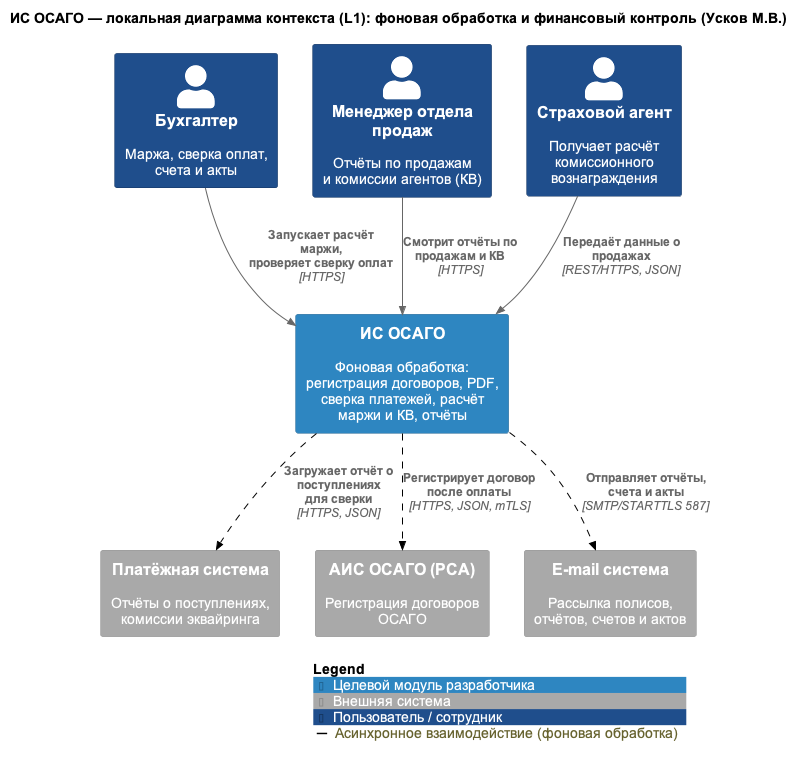 ИС ОСАГО — локальная диаграмма контекста (L1): фоновая обработка и финансовый контроль (Усков М.В.)
Бухгалтер
Маржа, сверка оплат,
счета и акты
Менеджер отдела
продаж
Отчёты по продажам
и комиссии агентов (КВ)
Страховой агент
Получает расчёт
комиссионного
вознаграждения
Запускает расчёт
маржи,
проверяет сверку оплат
[HTTPS]
Смотрит отчёты по
продажам и КВ
[HTTPS]
Передаёт данные о
продажах
[REST/HTTPS, JSON]
ИС ОСАГО
Фоновая обработка:
регистрация договоров, PDF,
сверка платежей, расчёт
маржи и КВ, отчёты
Загружает отчёт о
поступлениях
для сверки
[HTTPS, JSON]
Регистрирует договор
после оплаты
[HTTPS, JSON, mTLS]
Отправляет отчёты,
счета и акты
[SMTP/STARTTLS 587]
Платёжная система
Отчёты о поступлениях,
комиссии эквайринга
АИС ОСАГО (РСА)
Регистрация договоров
ОСАГО
E-mail система
Рассылка полисов,
отчётов, счетов и актов
Legend
Целевой модуль разработчика
Внешняя система
Пользователь / сотрудник
Асинхронное взаимодействие (фоновая обработка)